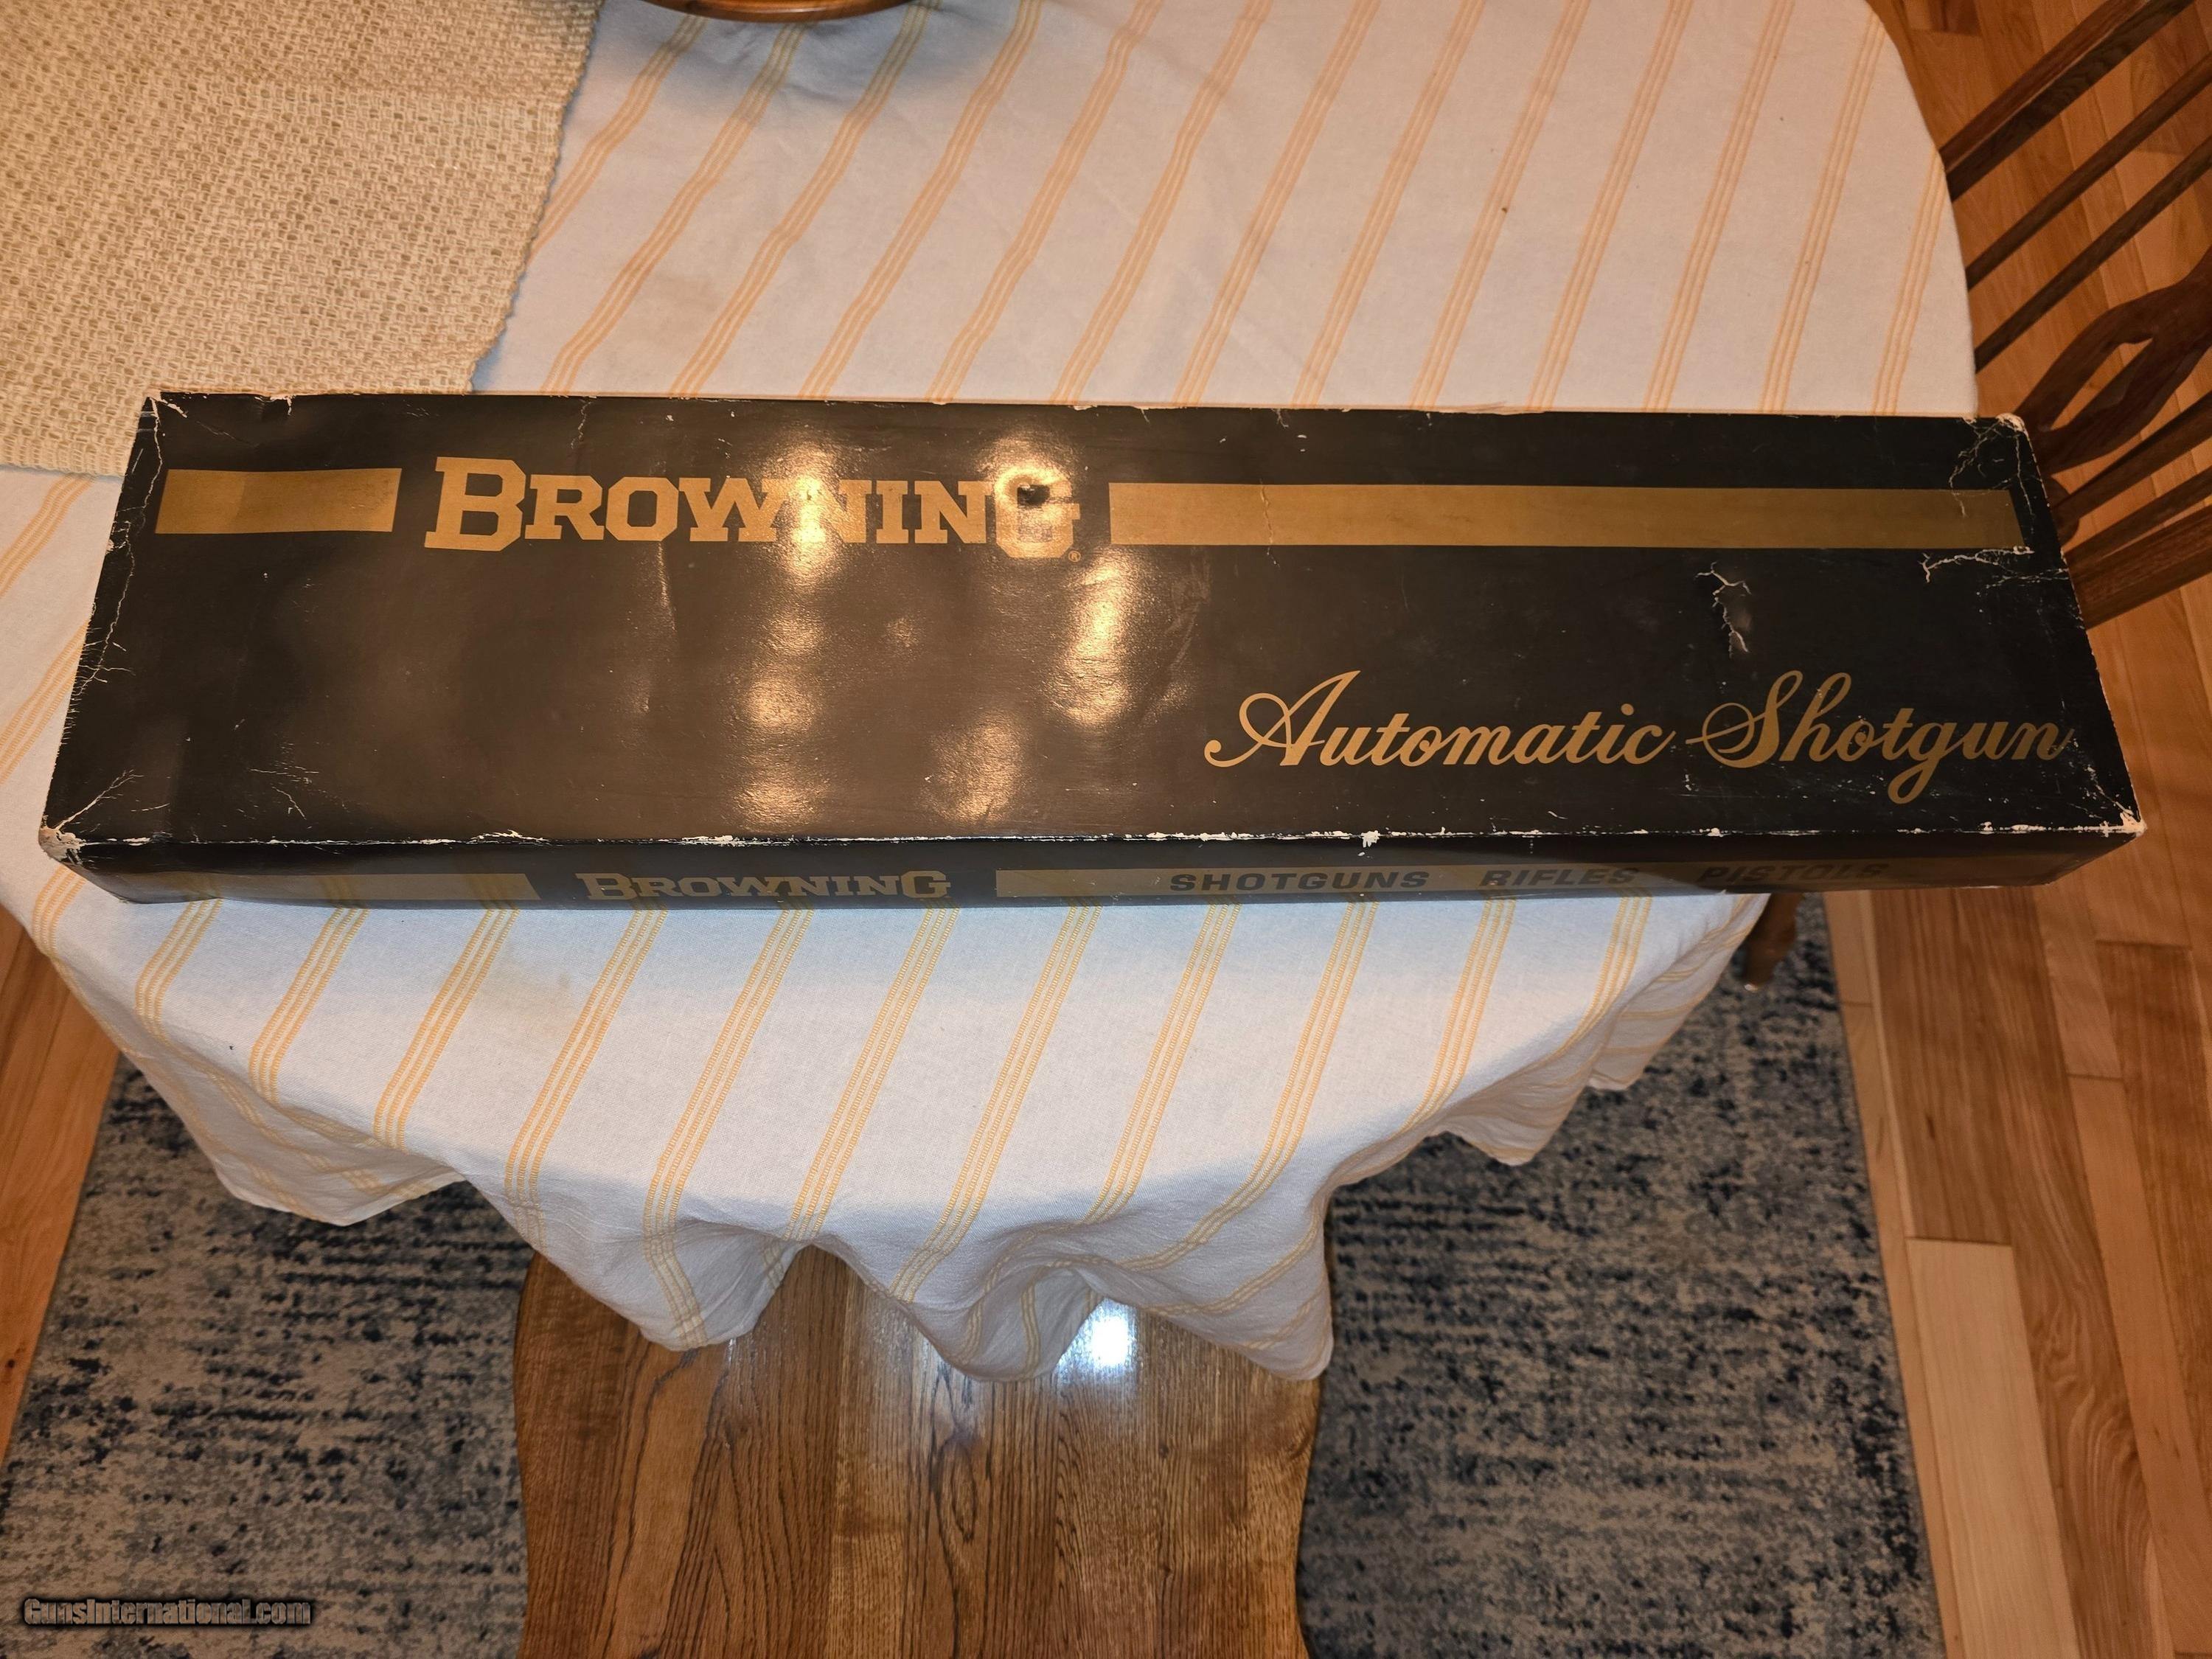 BROWNING®
Automatic Shotgun
BROWNING SHOTGUNS RIFLES PISTOLS
GunsInternational.com